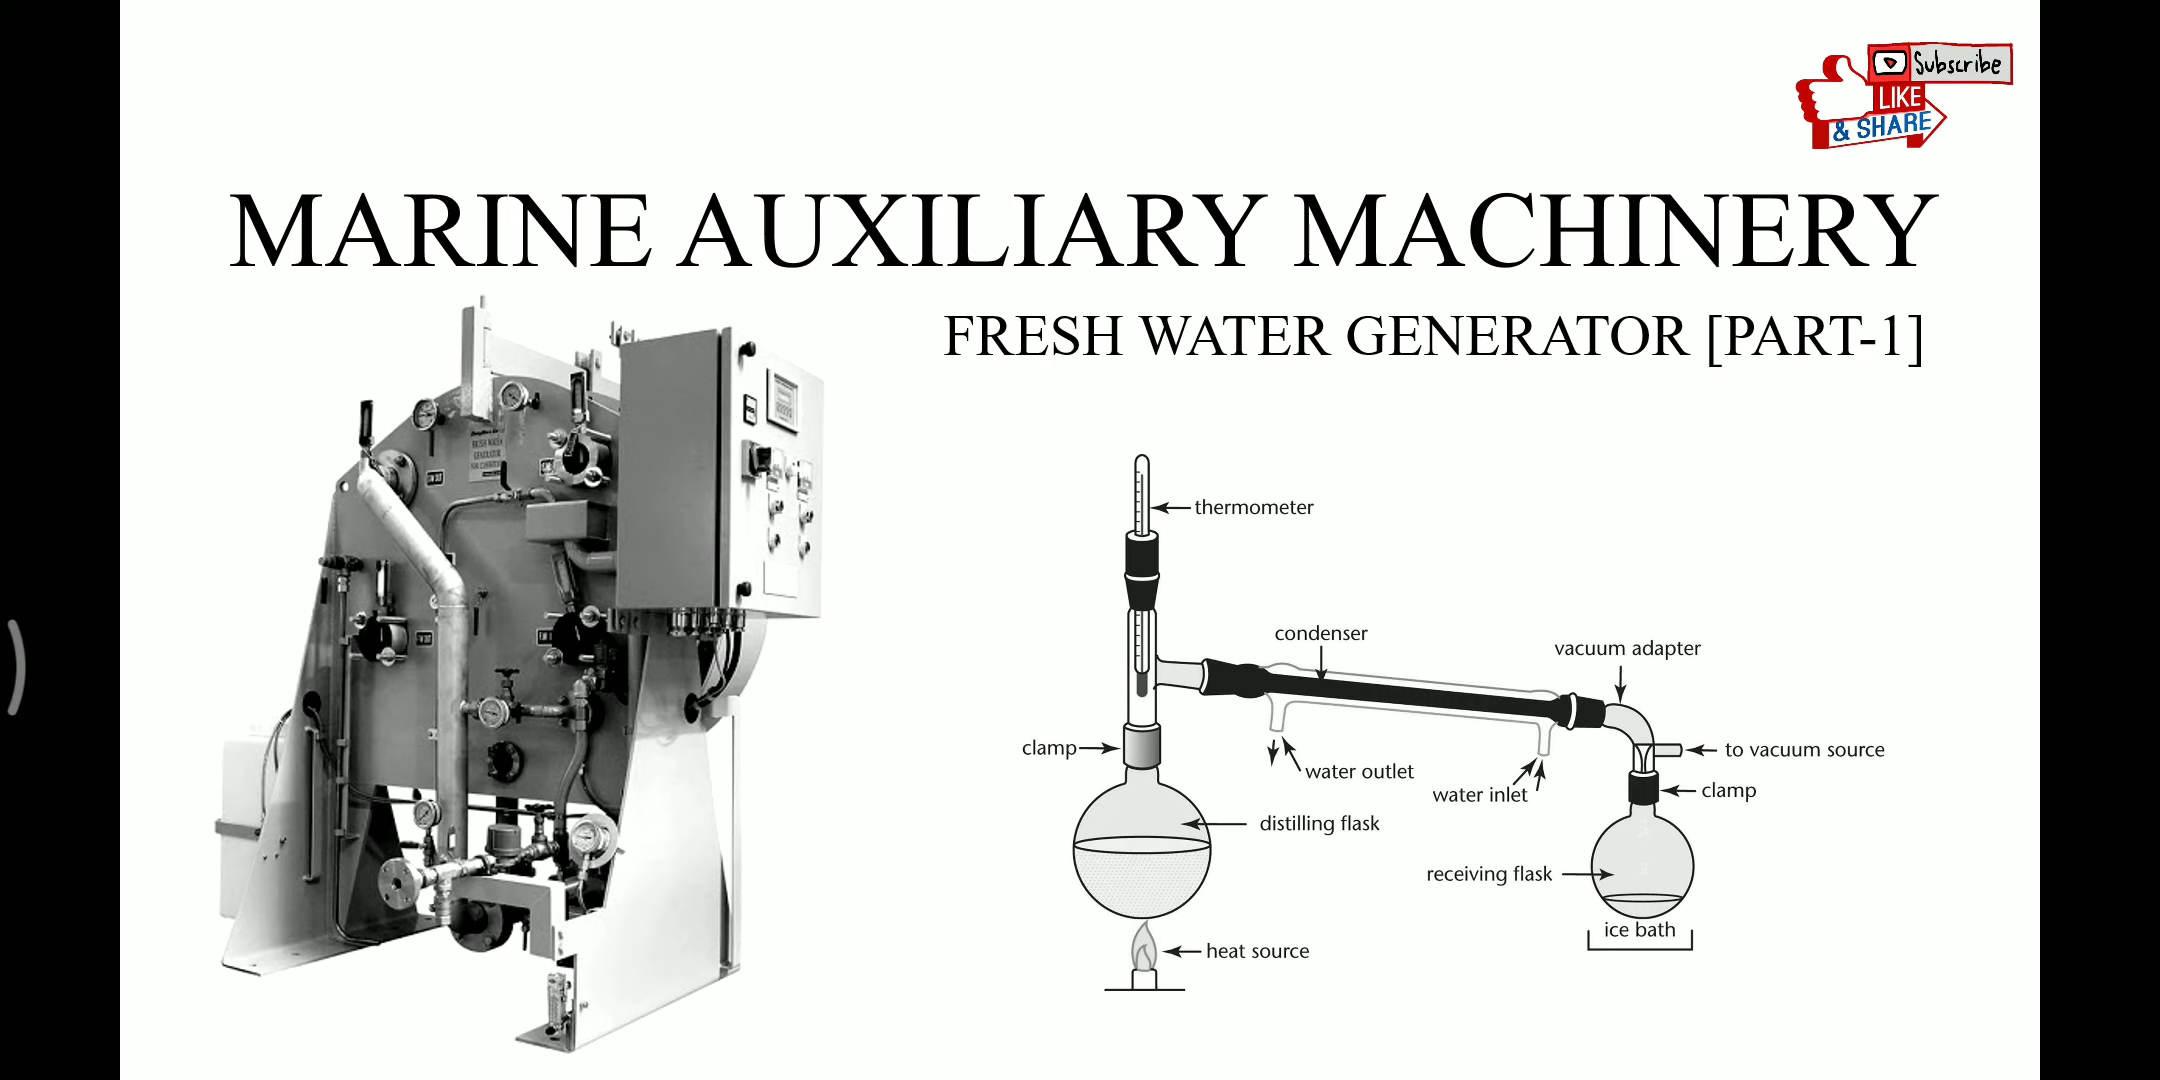 Subscribe
LIKE
& SHARE
MARINE AUXILIARY MACHINERY
FRESH WATER GENERATOR [PART-1]
thermometer
condenser
vacuum adapter
clamp
water outlet
to vacuum source
water inlet
clamp
distilling flask
receiving flask
ice bath
heat source